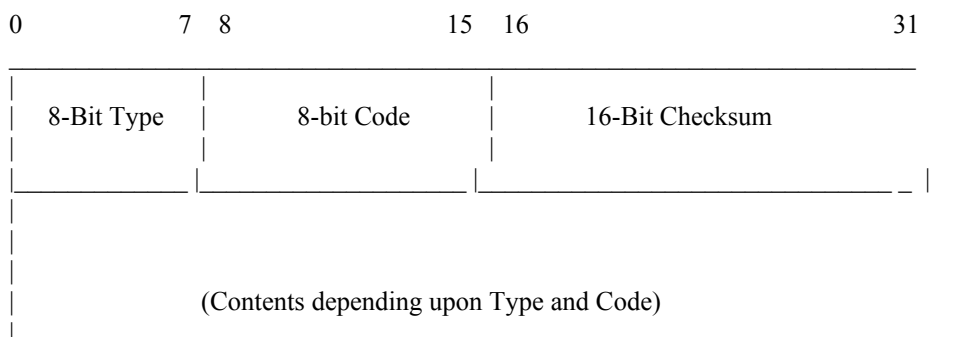 0 7 8 15 16 31
8-Bit Type 8-bit Code 16-Bit Checksum
(Contents depending upon Type and Code)